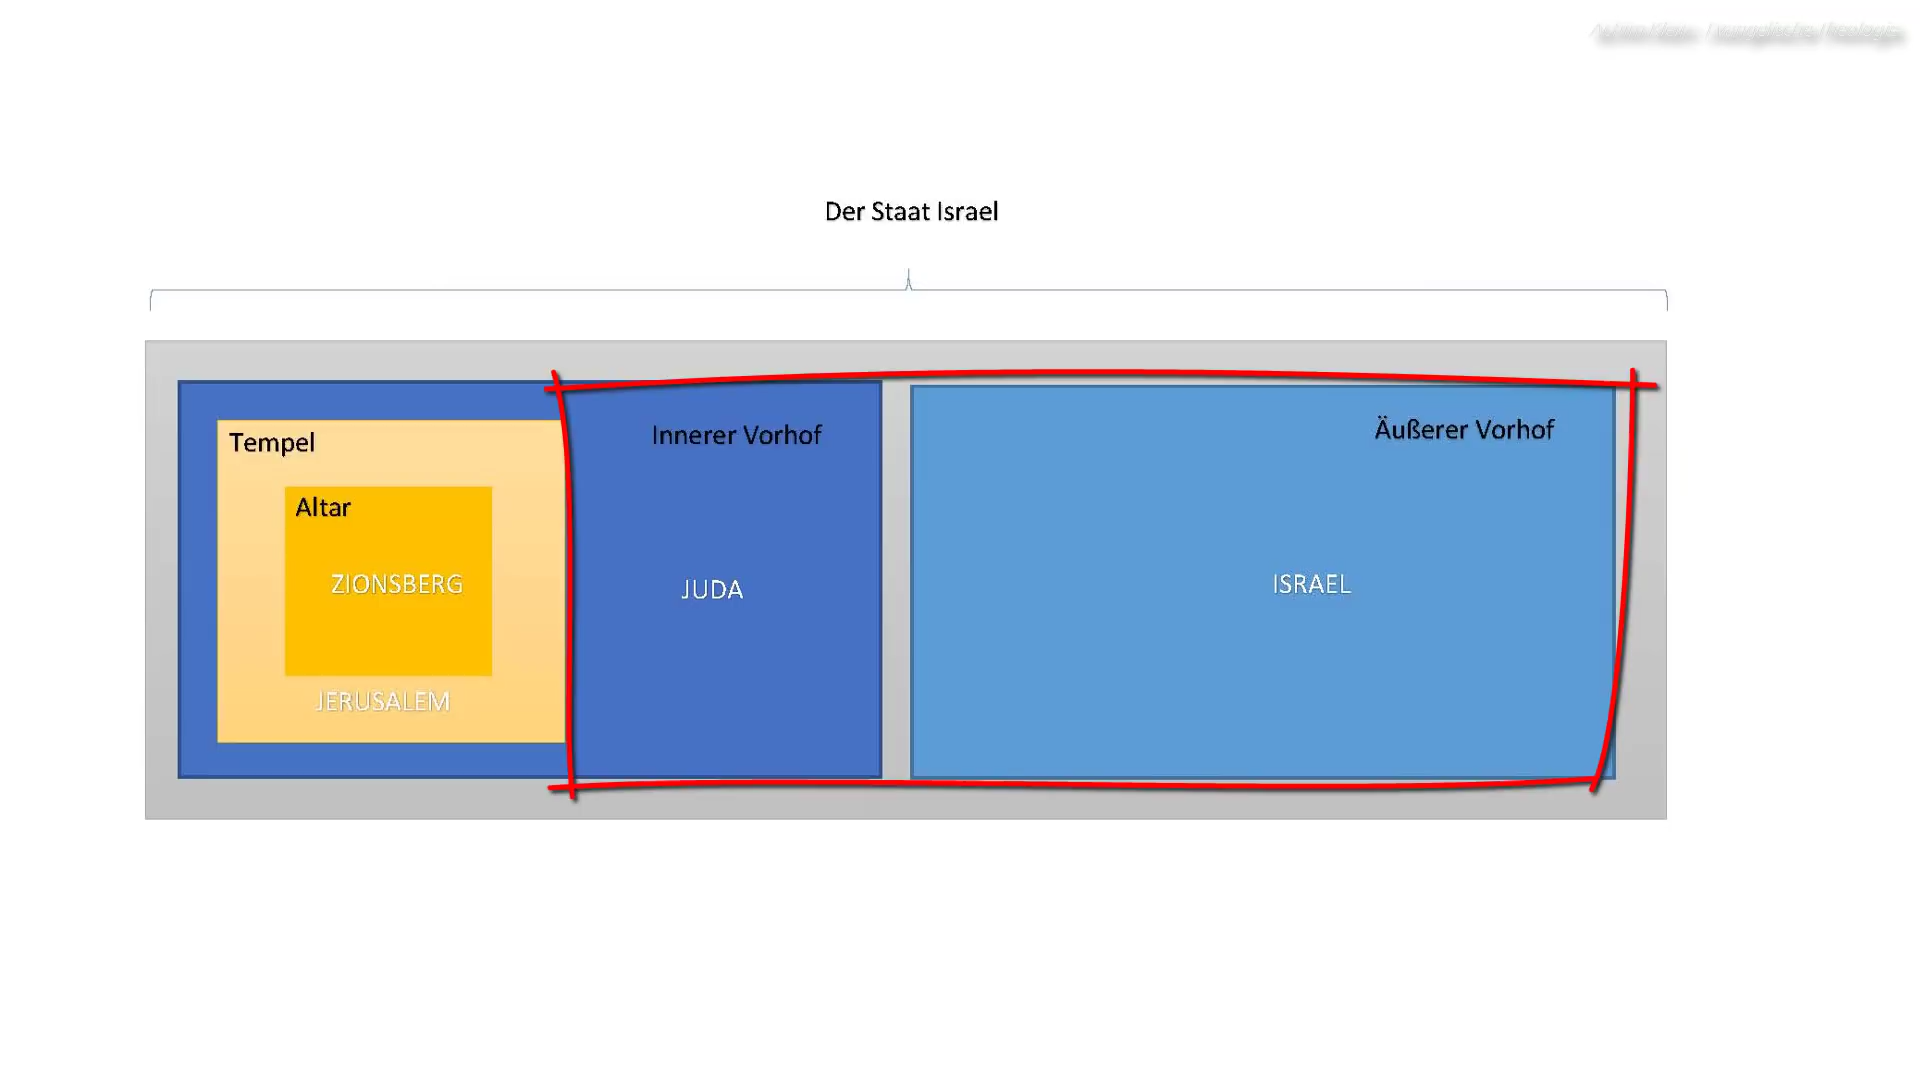 Der Staat Israel
Tempel
Innerer Vorhof
Äußerer Vorhof
Altar
ZIONSBERG
JUDA
ISRAEL
JERUSALEM